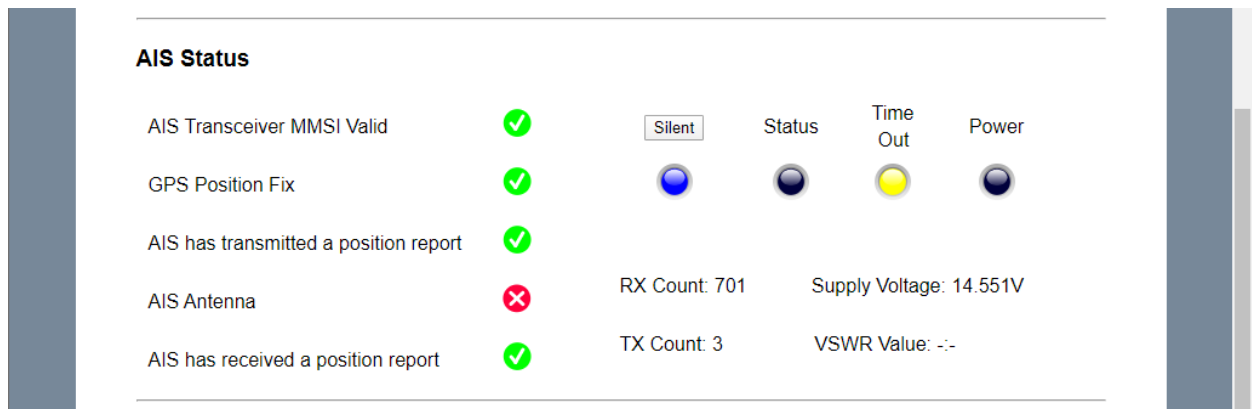 AIS Status
AIS Transceiver MMSI Valid
GPS Position Fix
AIS has transmitted a position report
AIS Antenna
AIS has received a position report
Silent
Status
Time
Out
Power
RX Count: 701
Supply Voltage: 14.551V
TX Count: 3
VSWR Value: -:-